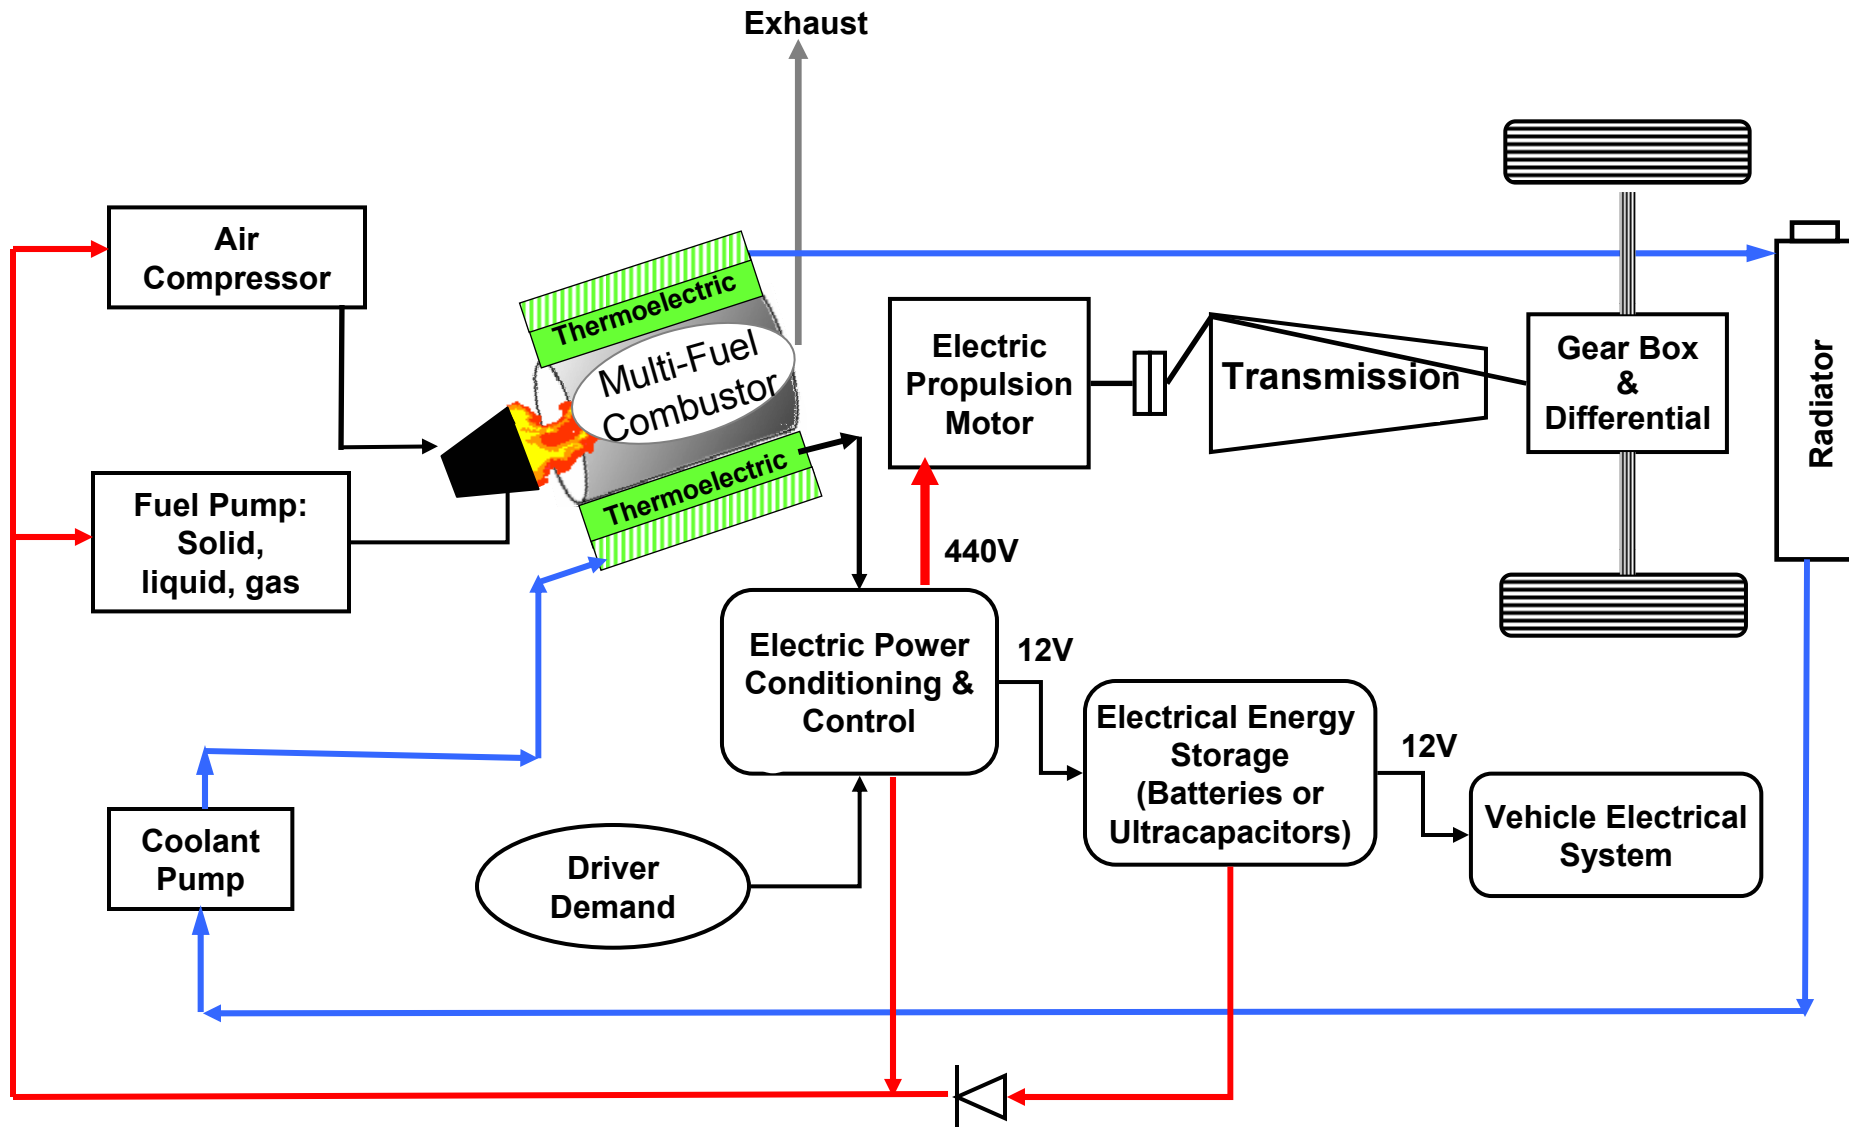 Exhaust
Air
Compressor
Thermoelectric
Multi-Fuel
Combustor
Thermoelectric
Fuel Pump:
Solid,
liquid, gas
Electric
Propulsion
Motor
Transmission
Gear Box
&
Differential
Radiator
440V
Electric Power
Conditioning &
Control
12V
Electrical Energy
Storage
(Batteries or
Ultracapacitors)
12V
Vehicle Electrical
System
Coolant
Pump
Driver
Demand